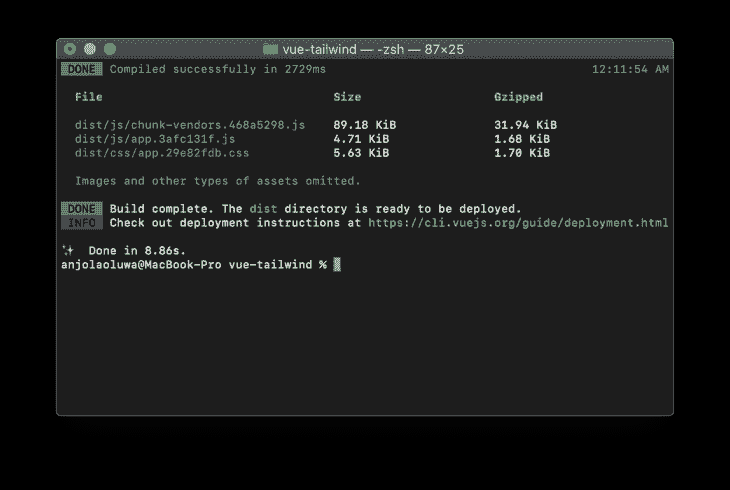 vue-tailwind — -zsh — 87×25
DONE Compiled successfully in 2729ms 12:11:54 AM
File Size Gzipped
dist/js/chunk-vendors.468a5298.js 89.18 KiB 31.94 KiB
dist/js/app.3afc131f.js 4.71 KiB 1.68 KiB
dist/css/app.29e82fdb.css 5.63 KiB 1.70 KiB
Images and other types of assets omitted.
DONE Build complete. The dist directory is ready to be deployed.
INFO Check out deployment instructions at https://cli.vuejs.org/guide/deployment.html
✨ Done in 8.86s.
anjolaoluwa@MacBook-Pro vue-tailwind %